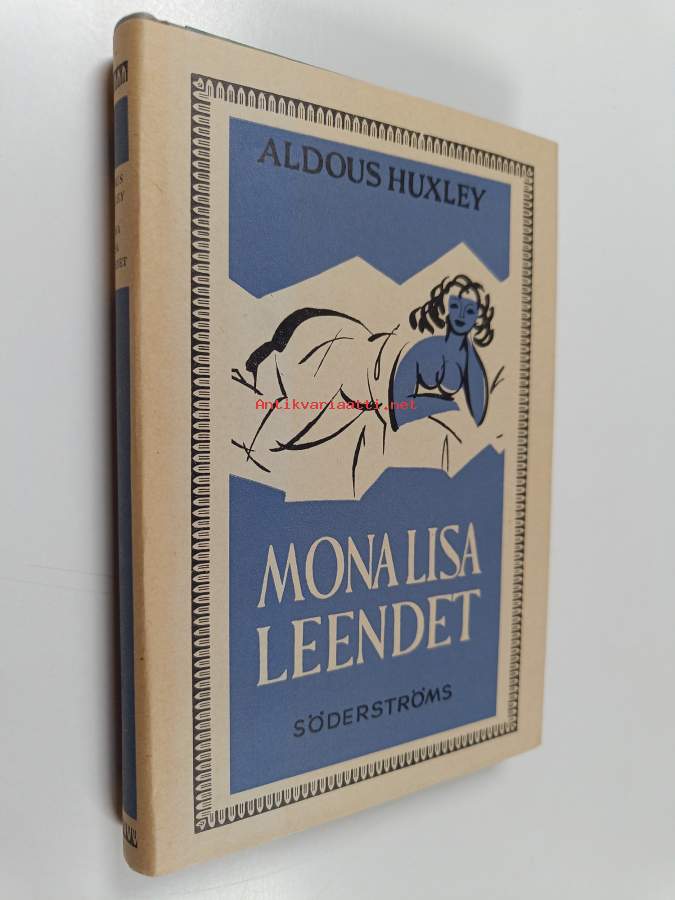 ALDOUS HUXLEY
Antikvariaatti.net
MONA LISA
LEENDET
SÖDERSTRÖMS